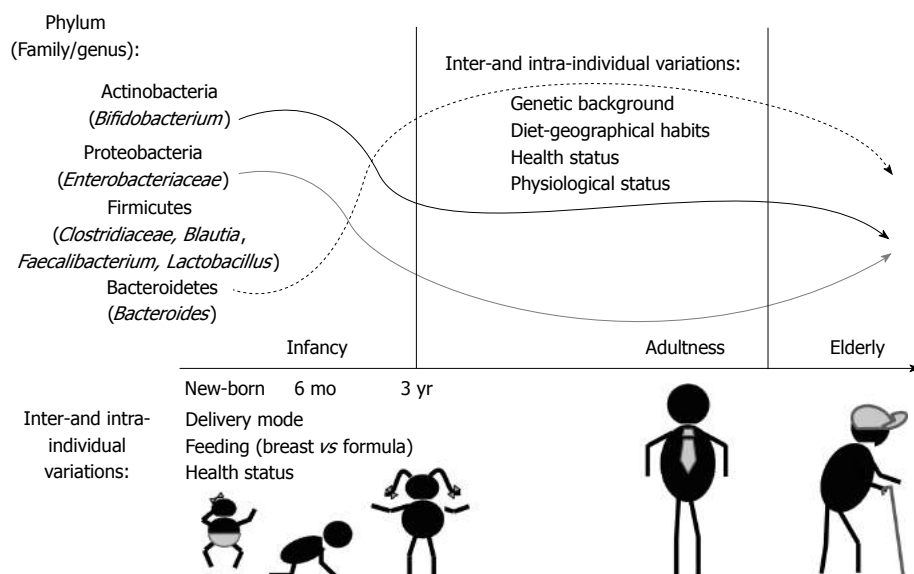 Phylum
(Family/genus):
Actinobacteria
(Bifidobacterium)
Proteobacteria
(Enterobacteriaceae)
Firmicutes
(Clostridiaceae, Blautia,
Faecalibacterium, Lactobacillus)
Bacteroidetes
(Bacteroides)
Inter-and intra-individual variations:
Genetic background
Diet-geographical habits
Health status
Physiological status
Infancy
Adultness
Elderly
New-born
6 mo
3 yr
Inter-and intra-
individual
variations:
Delivery mode
Feeding (breast vs formula)
Health status